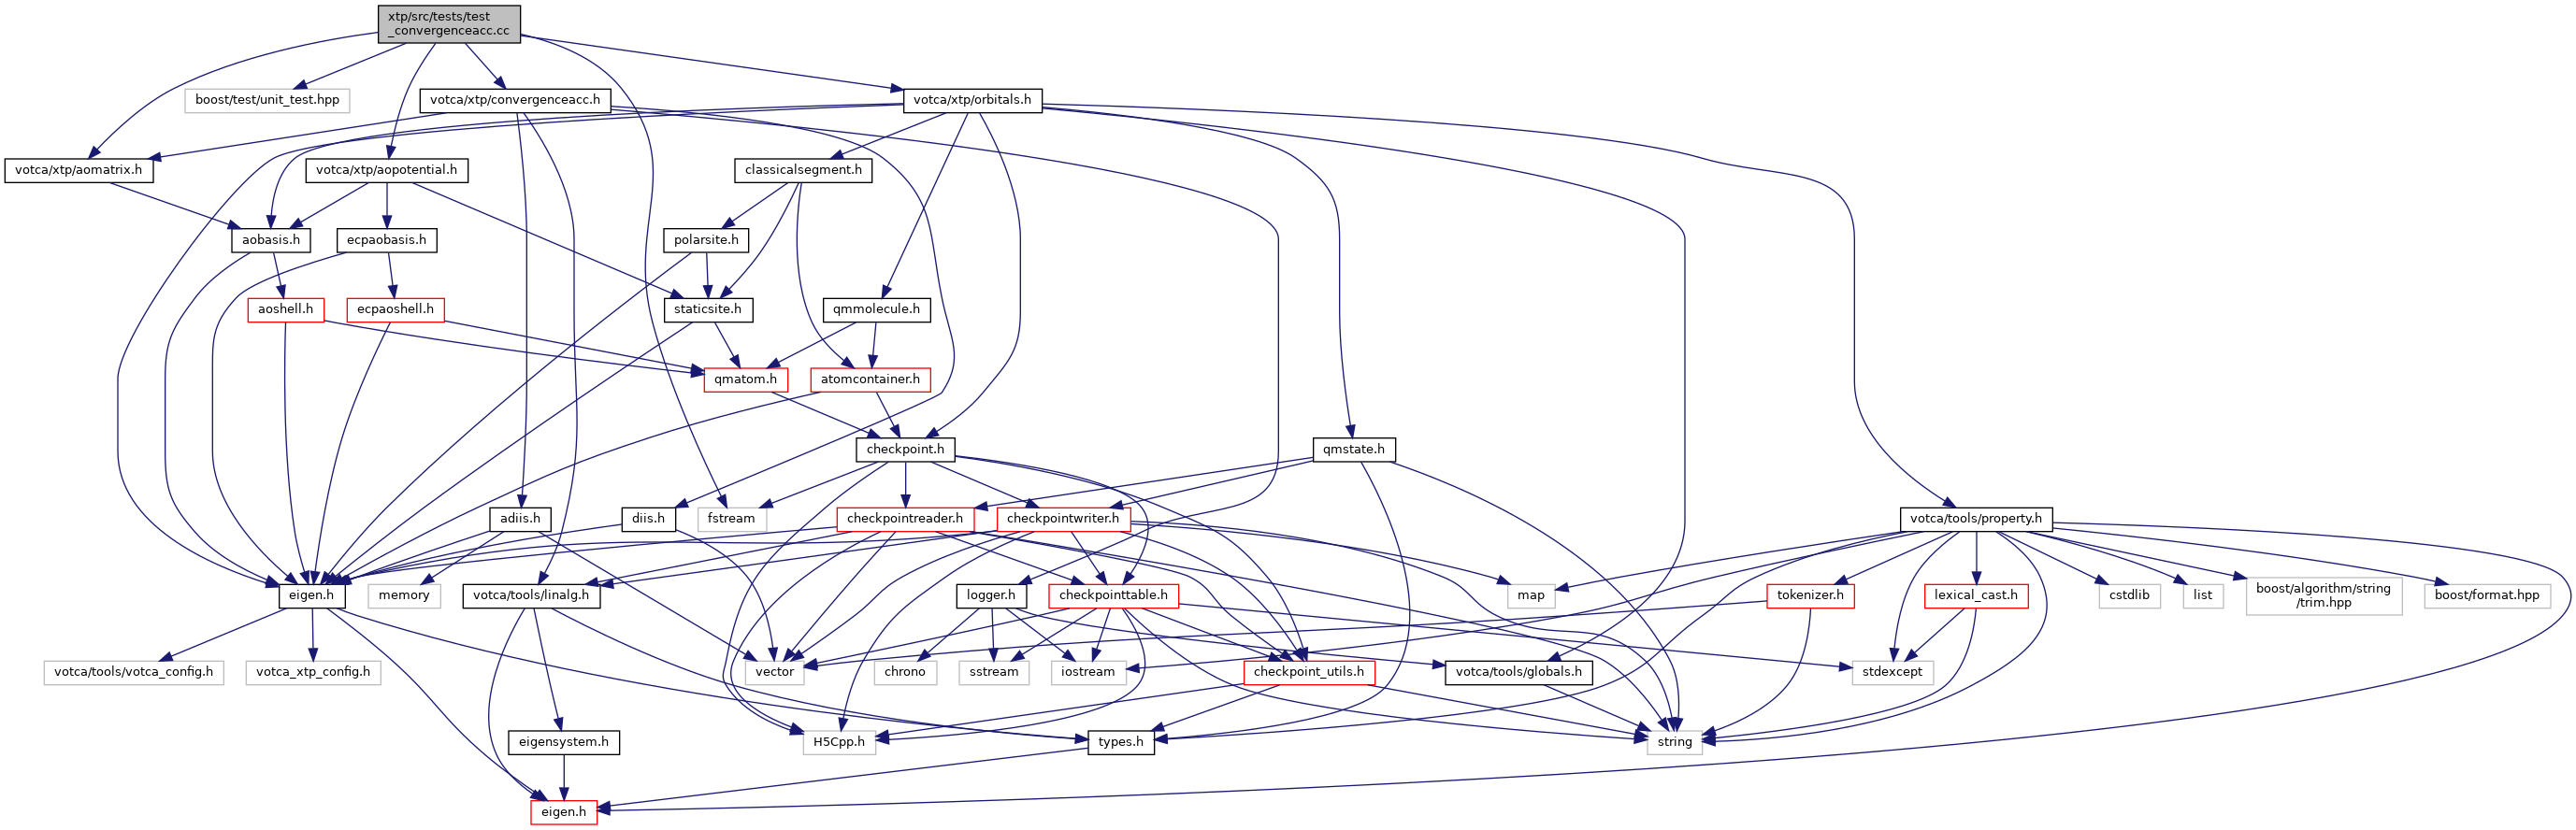 xtp/src/tests/test
_convergenceacc.cc
boost/test/unit_test.hpp
votca/xtp/convergenceacc.h
votca/xtp/orbitals.h
votca/xtp/aomatrix.h
votca/xtp/aopotential.h
classicalsegment.h
aobasis.h
ecpaobasis.h
polarsite.h
aoshell.h
ecpaoshell.h
staticsite.h
qmmolecule.h
qmatom.h
atomcontainer.h
checkpoint.h
qmstate.h
adiis.h
diis.h
fstream
checkpointreader.h
checkpointwriter.h
votca/tools/property.h
eigen.h
memory
votca/tools/linalg.h
logger.h
checkpointtable.h
map
tokenizer.h
lexical_cast.h
cstdlib
list
boost/algorithm/string
/trim.hpp
boost/format.hpp
votca/tools/votca_config.h
votca_xtp_config.h
vector
chrono
sstream
iostream
checkpoint_utils.h
votca/tools/globals.h
stdexcept
eigensystem.h
H5Cpp.h
types.h
string
eigen.h